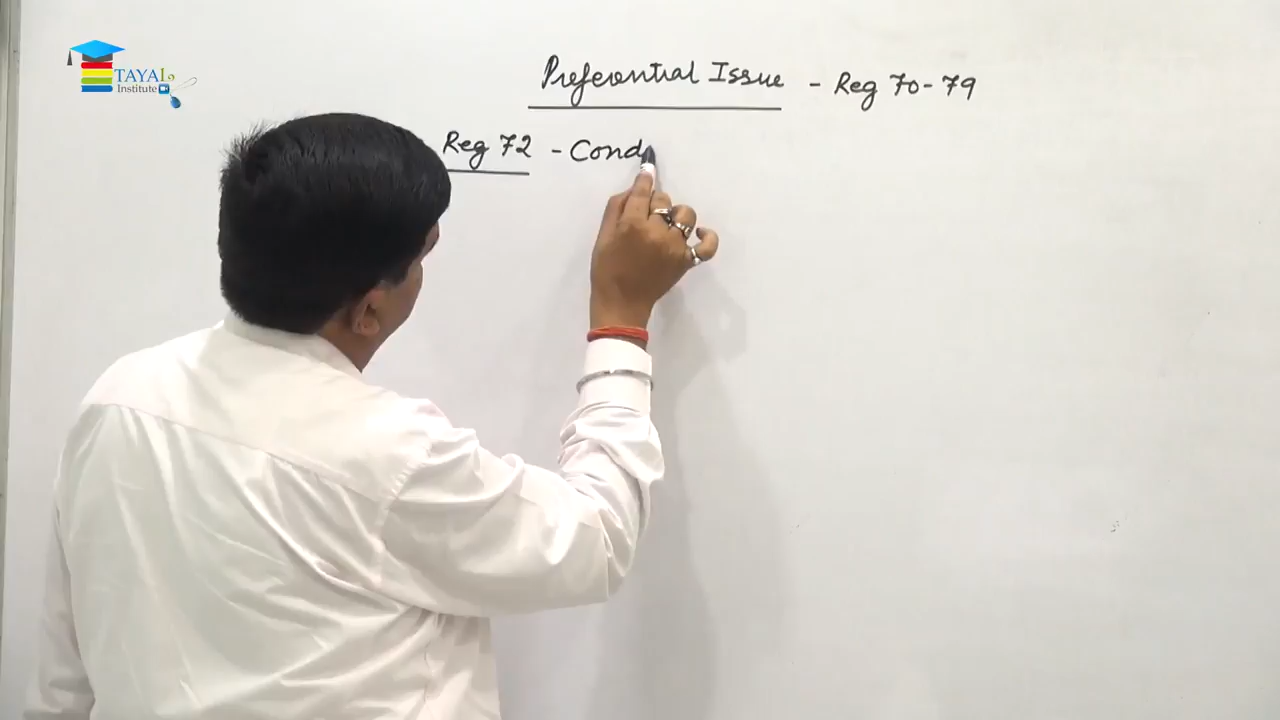 TAYAL
Institute
Preferential Issue - Reg 70-79
Reg 72 - Cond